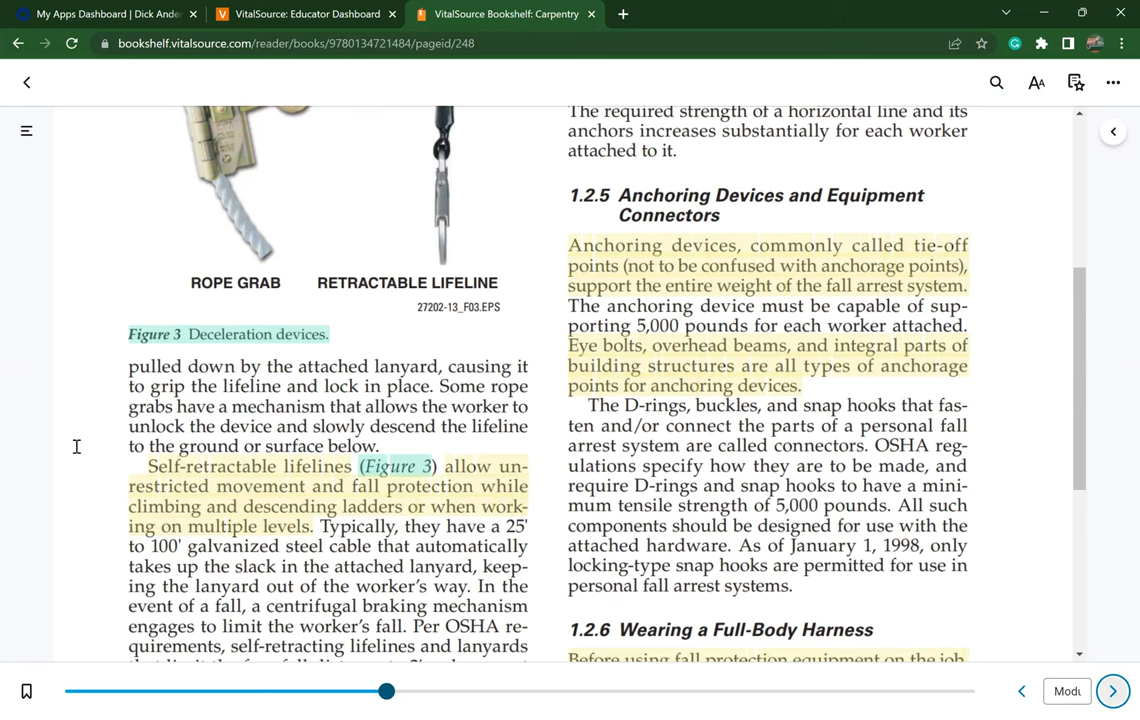 My Apps Dashboard | Dick Ander
VitalSource: Educator Dashboard
VitalSource Bookshelf: Carpentry
bookshelf.vitalsource.com/reader/books/9780134721484/pageid/248
AA
ROPE GRAB
RETRACTABLE LIFELINE
27202-13_F03.EPS
Figure 3 Deceleration devices.
pulled down by the attached lanyard, causing it
to grip the lifeline and lock in place. Some rope
grabs have a mechanism that allows the worker to
unlock the device and slowly descend the lifeline
to the ground or surface below.
Self-retractable lifelines (Figure 3) allow un-
restricted movement and fall protection while
climbing and descending ladders or when work-
ing on multiple levels. Typically, they have a 25'
to 100' galvanized steel cable that automatically
takes up the slack in the attached lanyard, keep-
ing the lanyard out of the worker's way. In the
event of a fall, a centrifugal braking mechanism
engages to limit the worker's fall. Per OSHA re-
quirements, self-retracting lifelines and lanyards
The required strength of a horizontal line and its
anchors increases substantially for each worker
attached to it.
1.2.5 Anchoring Devices and Equipment
Connectors
Anchoring devices, commonly called tie-off
points (not to be confused with anchorage points),
support the entire weight of the fall arrest system.
The anchoring device must be capable of sup-
porting 5,000 pounds for each worker attached.
Eye bolts, overhead beams, and integral parts of
building structures are all types of anchorage
points for anchoring devices.
The D-rings, buckles, and snap hooks that fas-
ten and/or connect the parts of a personal fall
arrest system are called connectors. OSHA reg-
ulations specify how they are to be made, and
require D-rings and snap hooks to have a mini-
mum tensile strength of 5,000 pounds. All such
components should be designed for use with the
attached hardware. As of January 1, 1998, only
locking-type snap hooks are permitted for use in
personal fall arrest systems.
1.2.6 Wearing a Full-Body Harness
Before using fall protection equipment on the job,
Modu